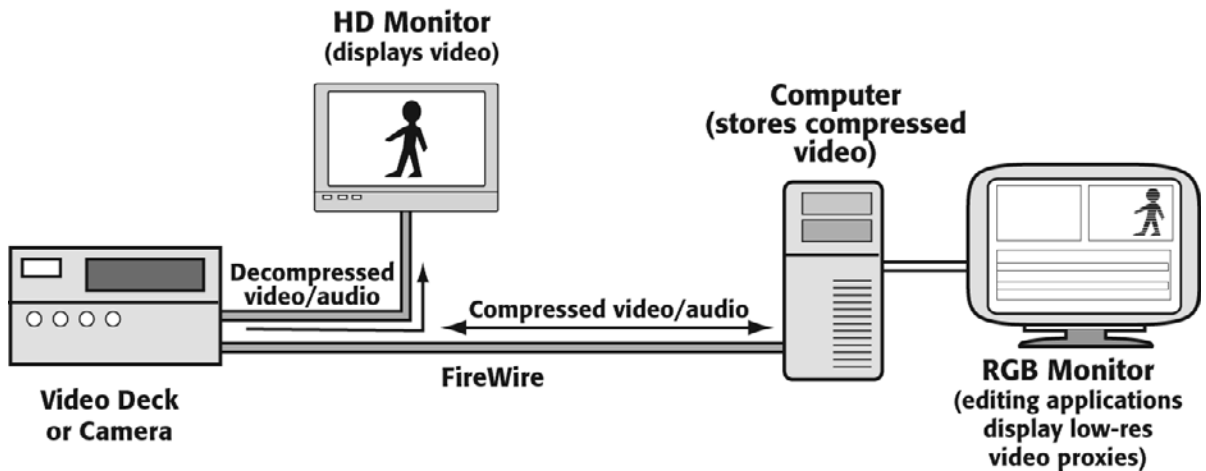 HD Monitor
(displays video)
Computer
(stores compressed
video)
Decompressed
video/audio
Compressed video/audio
FireWire
Video Deck
or Camera
RGB Monitor
(editing applications
display low-res
video proxies)